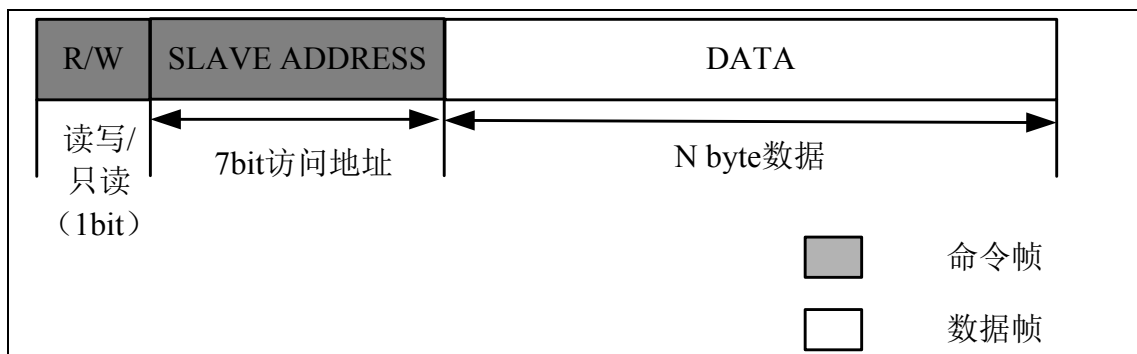 R/W
SLAVE ADDRESS
DATA
读写/
只读
（1bit）
7bit访问地址
N byte数据
命令帧
数据帧